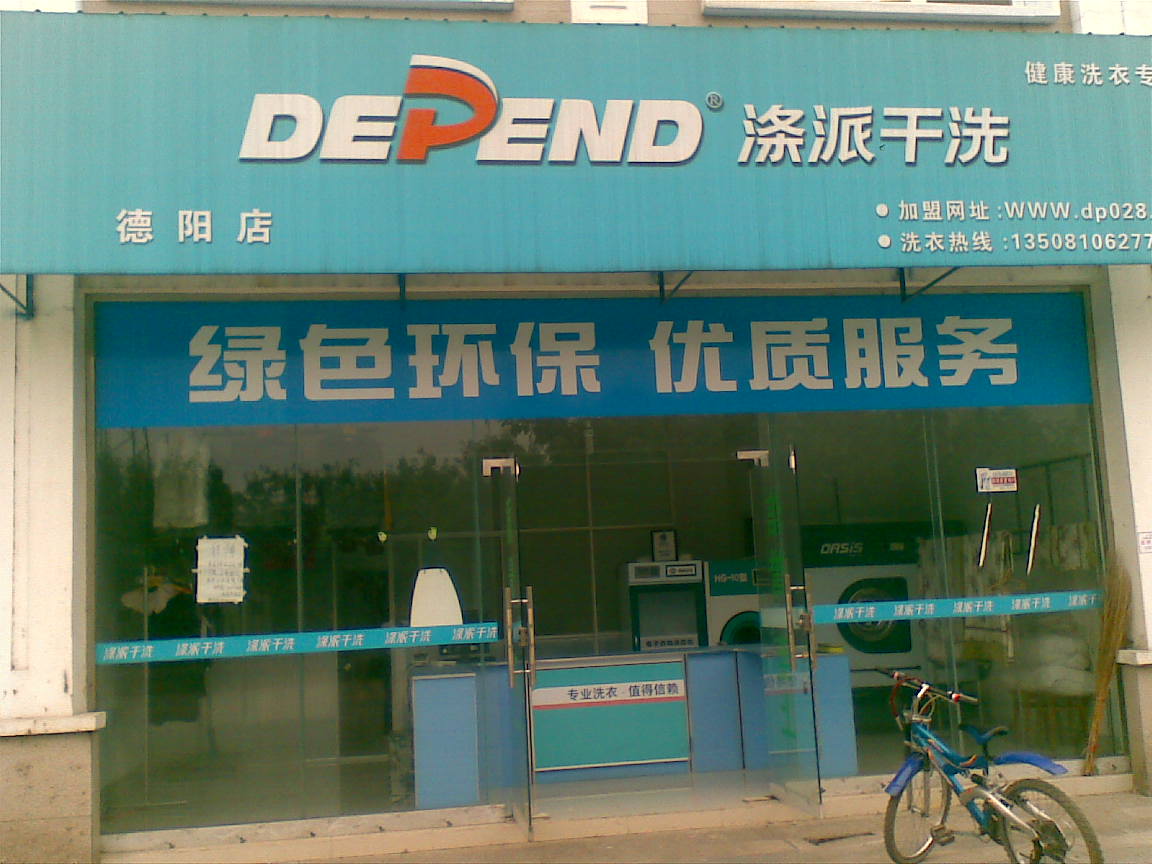 健康洗衣专
DEPEND® 涤派干洗
德阳店
加盟网址:WWW.dp028.
洗衣热线:13508106277
绿色环保 优质服务
OASIS
HG-10型
专业洗衣·值得信赖
涤派干洗 涤派干洗 涤派干洗 涤派干洗 涤派干洗 涤派干洗
涤派干洗 涤派干洗 涤派干洗 涤派干洗 涤派干洗